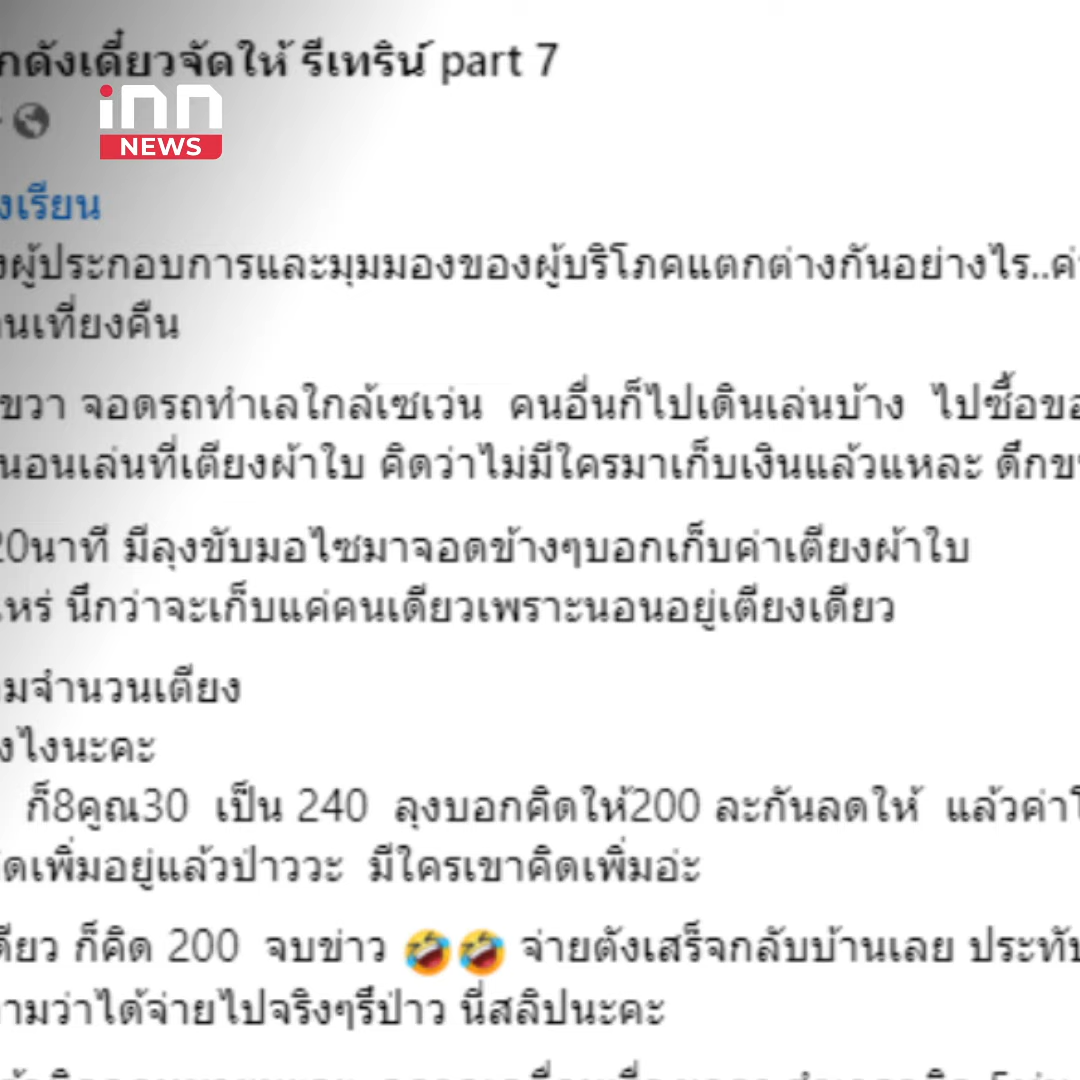 กดังเดี๋ยวจัดให้ รีเทริน์ part 7
inn
NEWS
งเรียน
งผู้ประกอบการและมุมมองของผู้บริโภคแตกต่างกันอย่างไร..ค่
านเที่ยงคืน
ขวา จอดรถทำเลใกล้เซเว่น คนอื่นก็ไปเดินเล่นบ้าง ไปซื้อขอ
นอนเล่นที่เตียงผ้าใบ คิดว่าไม่มีใครมาเก็บเงินแล้วแหละ ดึกข
20นาที มีลุงขับมอไซมาจอดข้างๆบอกเก็บค่าเตียงผ้าใบ
ไหร่ นึกว่าจะเก็บแค่คนเดียวเพราะนอนอยู่เตียงเดียว
ามจำนวนเตียง
งไงนะคะ
ก็8คูณ30 เป็น 240 ลุงบอกคิดให้200 ละกันลดให้ แล้วค่าโ
ิดเพิ่มอยู่แล้วป่าววะ มีใครเขาคิดเพิ่มอ่ะ
ดียว ก็คิด 200 จบข่าว 🤣🤣 จ่ายตังเสร็จกลับบ้านเลย ประทับ
ามว่าได้จ่ายไปจริงๆรึป่าว นี่สลิปนะคะ